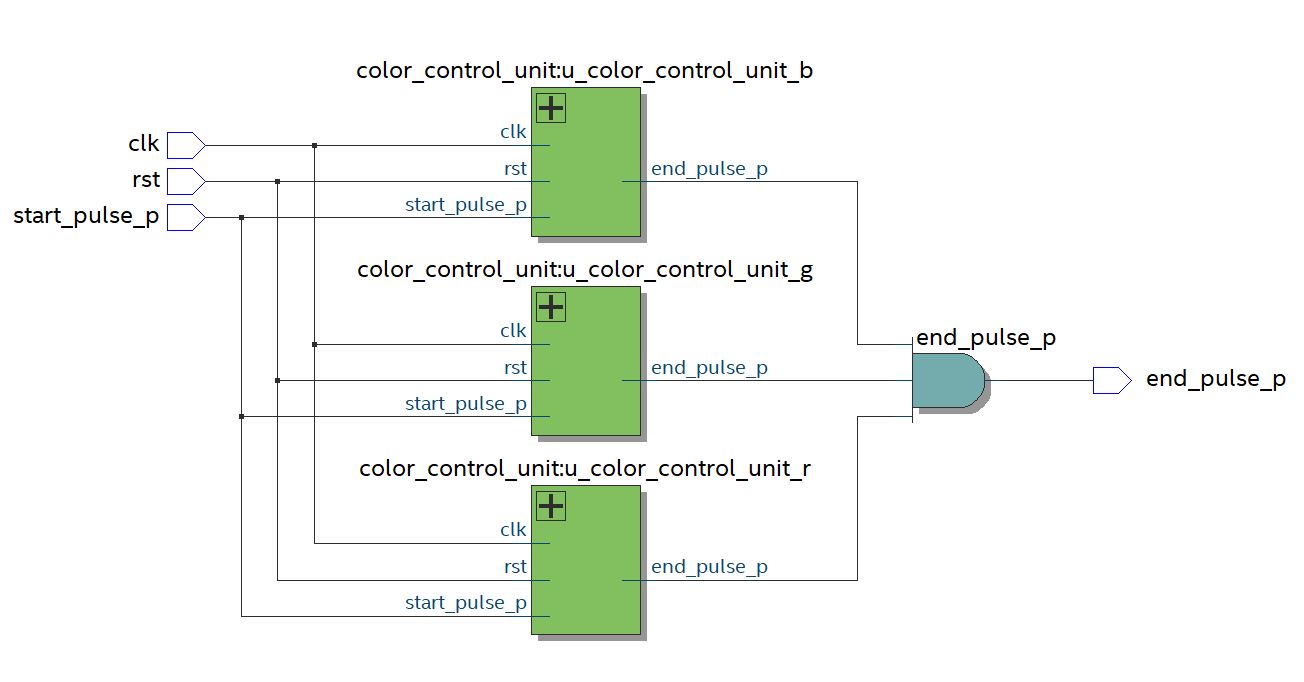 color_control_unit:u_color_control_unit_b
clk
clk
rst
rst
end_pulse_p
start_pulse_p
start_pulse_p
color_control_unit:u_color_control_unit_g
clk
end_pulse_p
rst
end_pulse_p
end_pulse_p
start_pulse_p
color_control_unit:u_color_control_unit_r
clk
rst
end_pulse_p
start_pulse_p